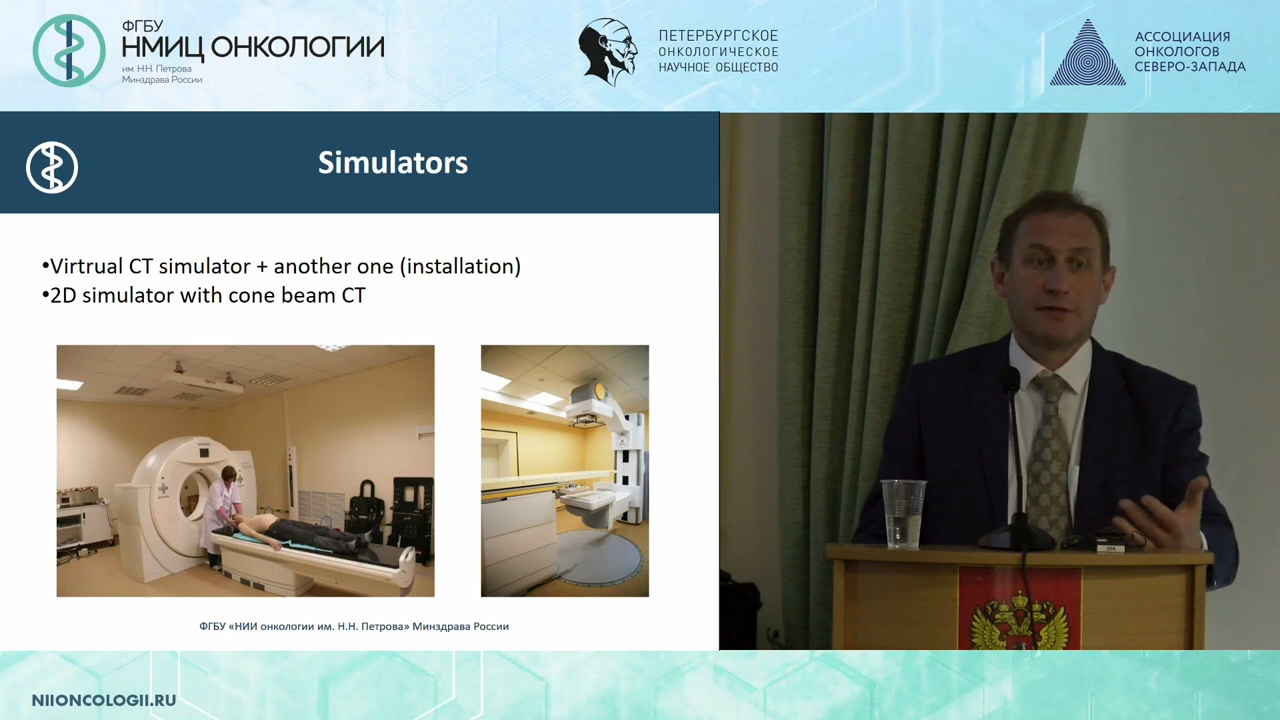 ФГБУ
НМИЦ ОНКОЛОГИИ
им. Н.Н. Петрова
Минздрава России
ПЕТЕРБУРГСКОЕ
ОНКОЛОГИЧЕСКОЕ
НАУЧНОЕ ОБЩЕСТВО
АССОЦИАЦИЯ
ОНКОЛОГОВ
СЕВЕРО-ЗАПАДА
Simulators
•Virtrual CT simulator + another one (installation)
•2D simulator with cone beam CT
ФГБУ «НИИ онкологии им. Н.Н. Петрова» Минздрава России
204
NIIONCOLOGII.RU